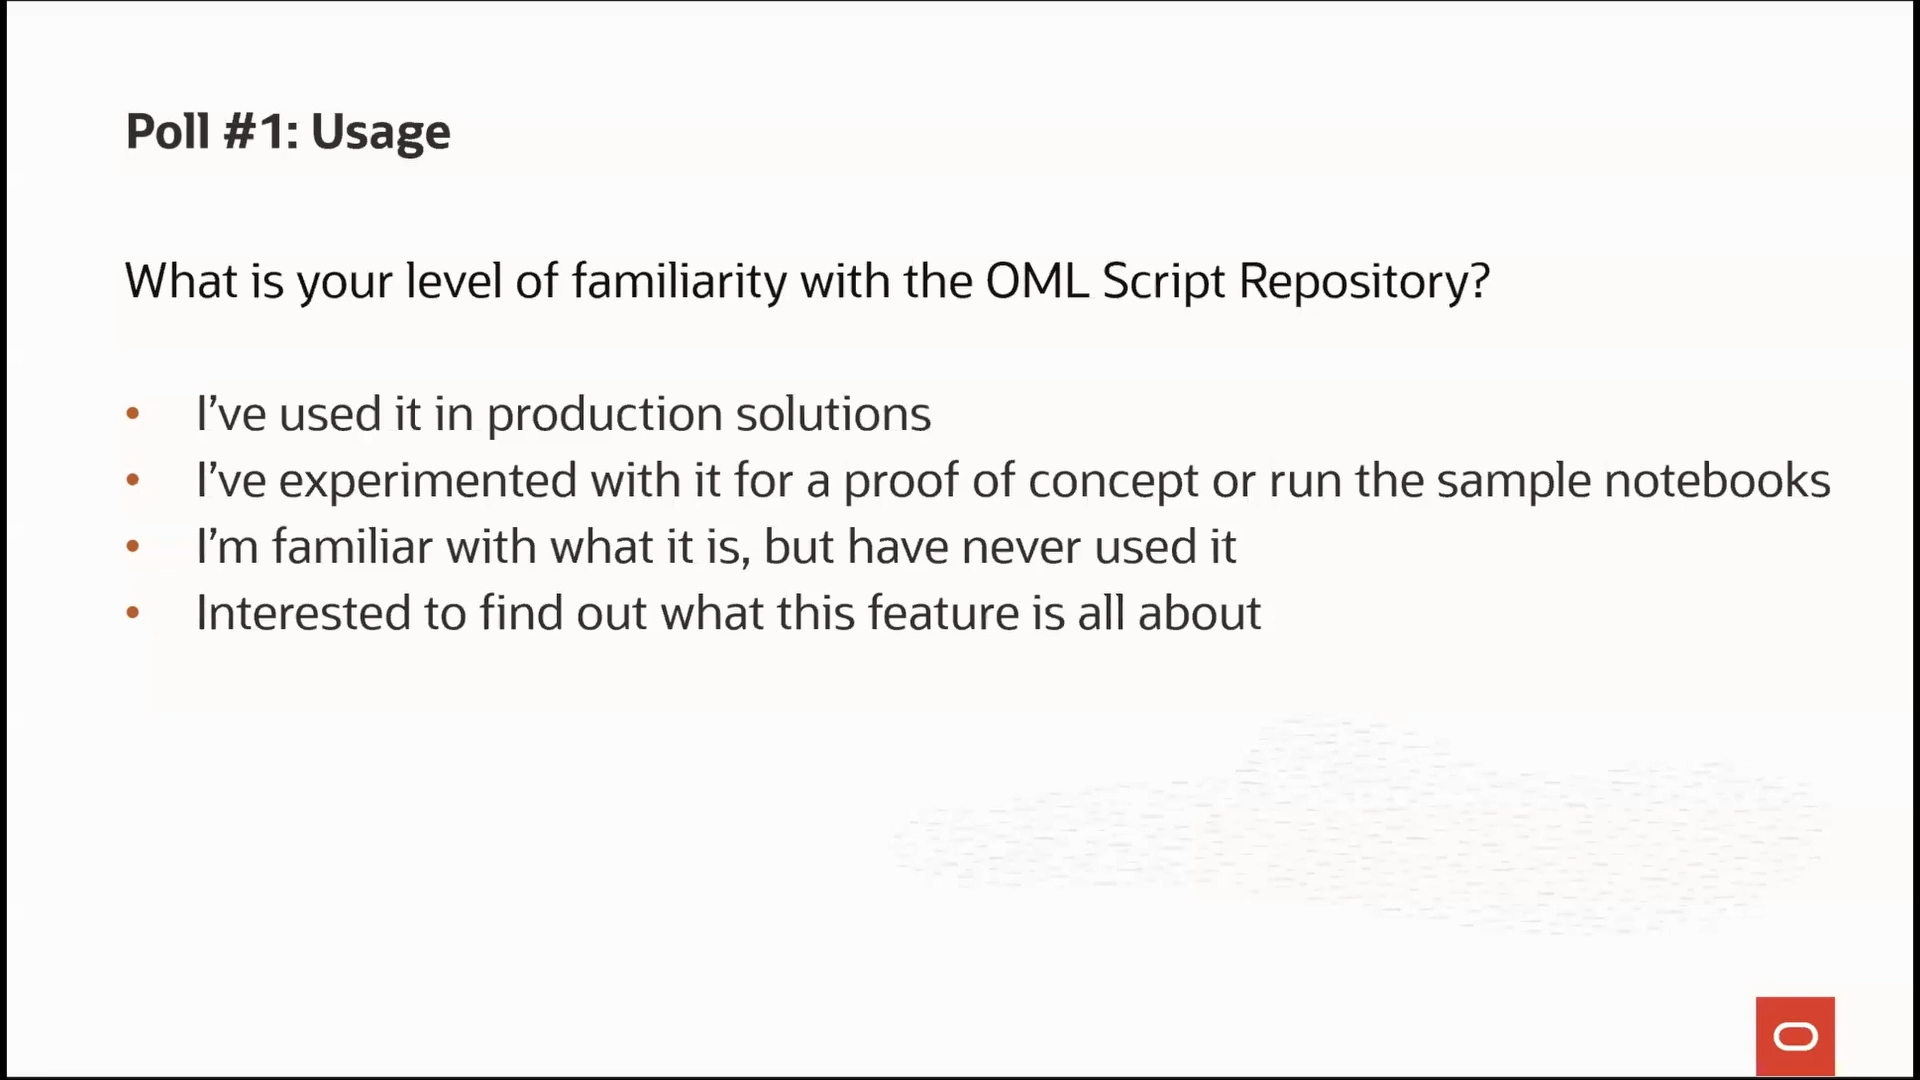 Poll #1: Usage
What is your level of familiarity with the OML Script Repository?
• I’ve used it in production solutions
• I’ve experimented with it for a proof of concept or run the sample notebooks
• I’m familiar with what it is, but have never used it
• Interested to find out what this feature is all about